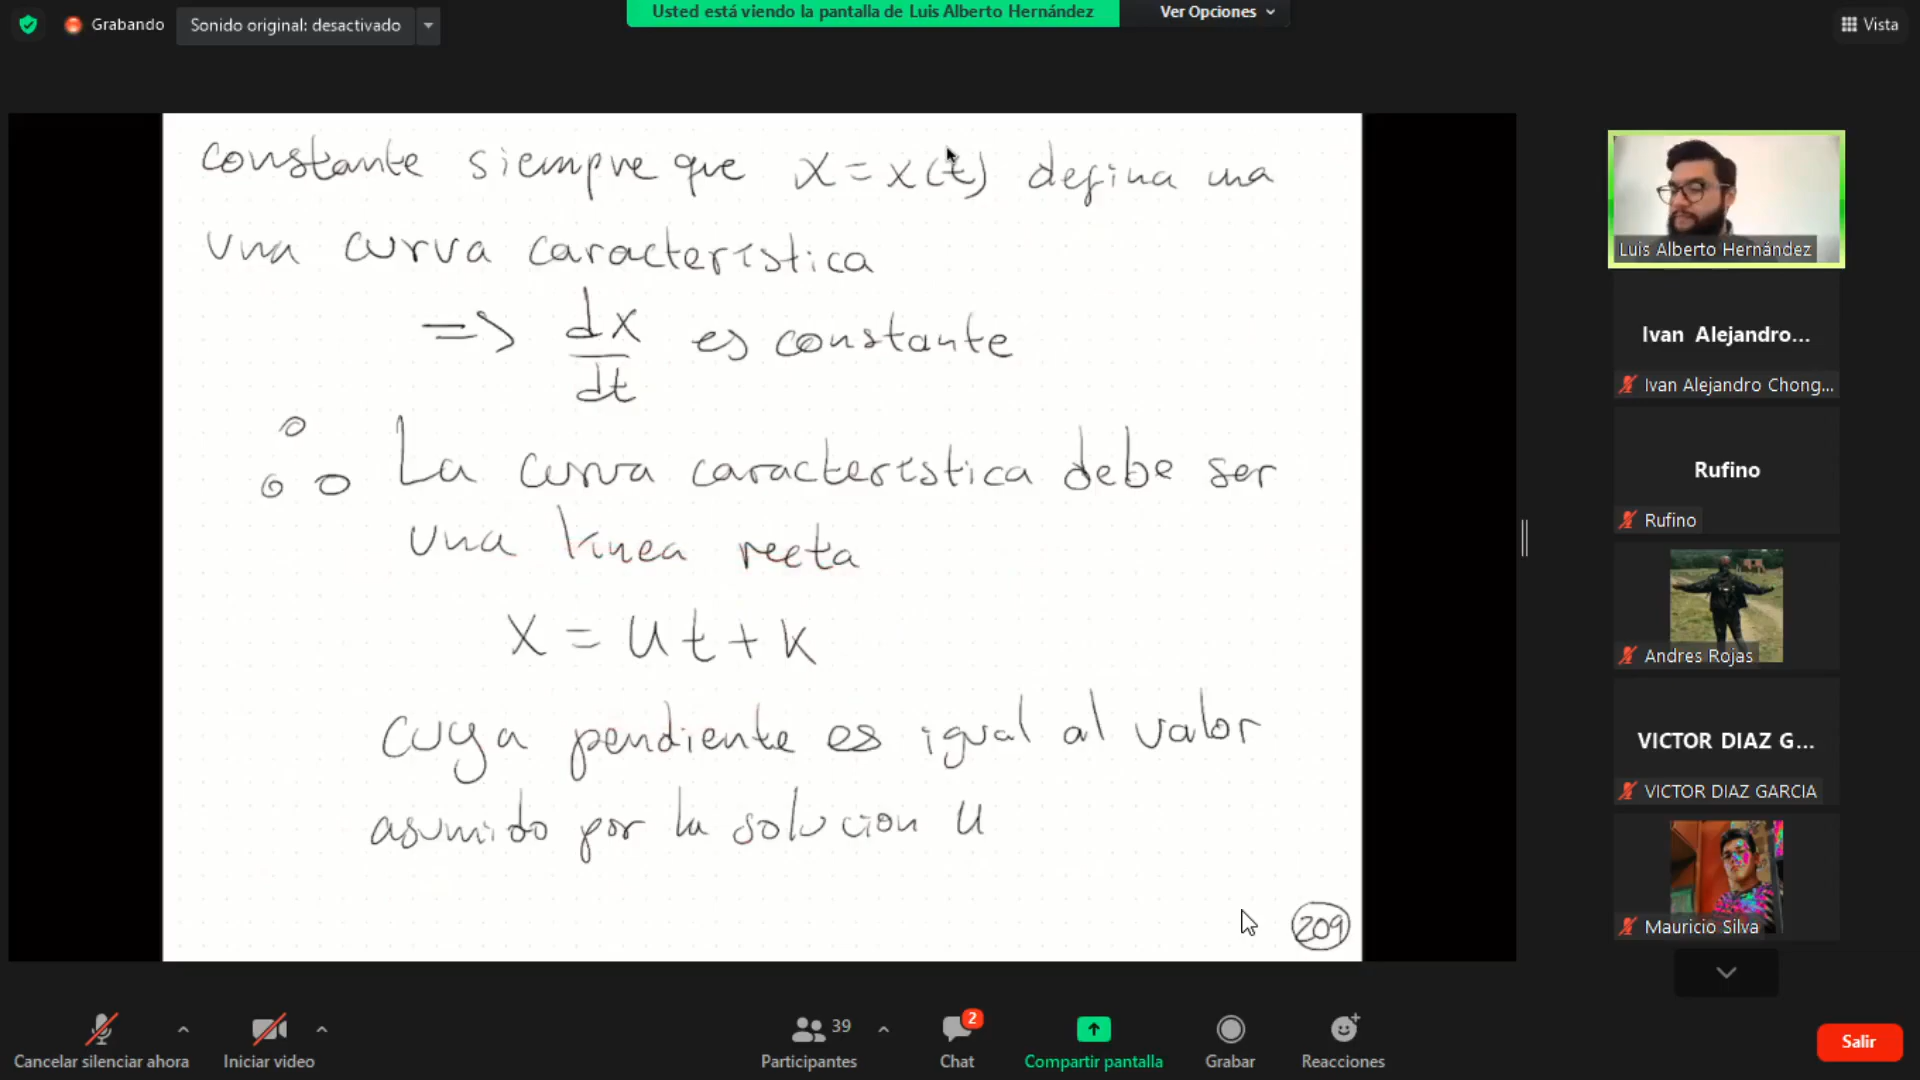 Grabando
Sonido original: desactivado
Usted está viendo la pantalla de Luis Alberto Hernández
Ver Opciones
Vista
constante siempre que x = x(t) defina una
una curva característica
=> dx/dt es constante
∴ La curva característica debe ser
una línea recta
x = ut + k
cuya pendiente es igual al valor
asumido por la solucion u
209
Luis Alberto Hernández
Ivan Alejandro...
Ivan Alejandro Chong...
Rufino
Rufino
Andres Rojas
VICTOR DIAZ G...
VICTOR DIAZ GARCIA
Mauricio Silva
Cancelar silenciar ahora
Iniciar video
39
Participantes
2
Chat
Compartir pantalla
Grabar
Reacciones
Salir